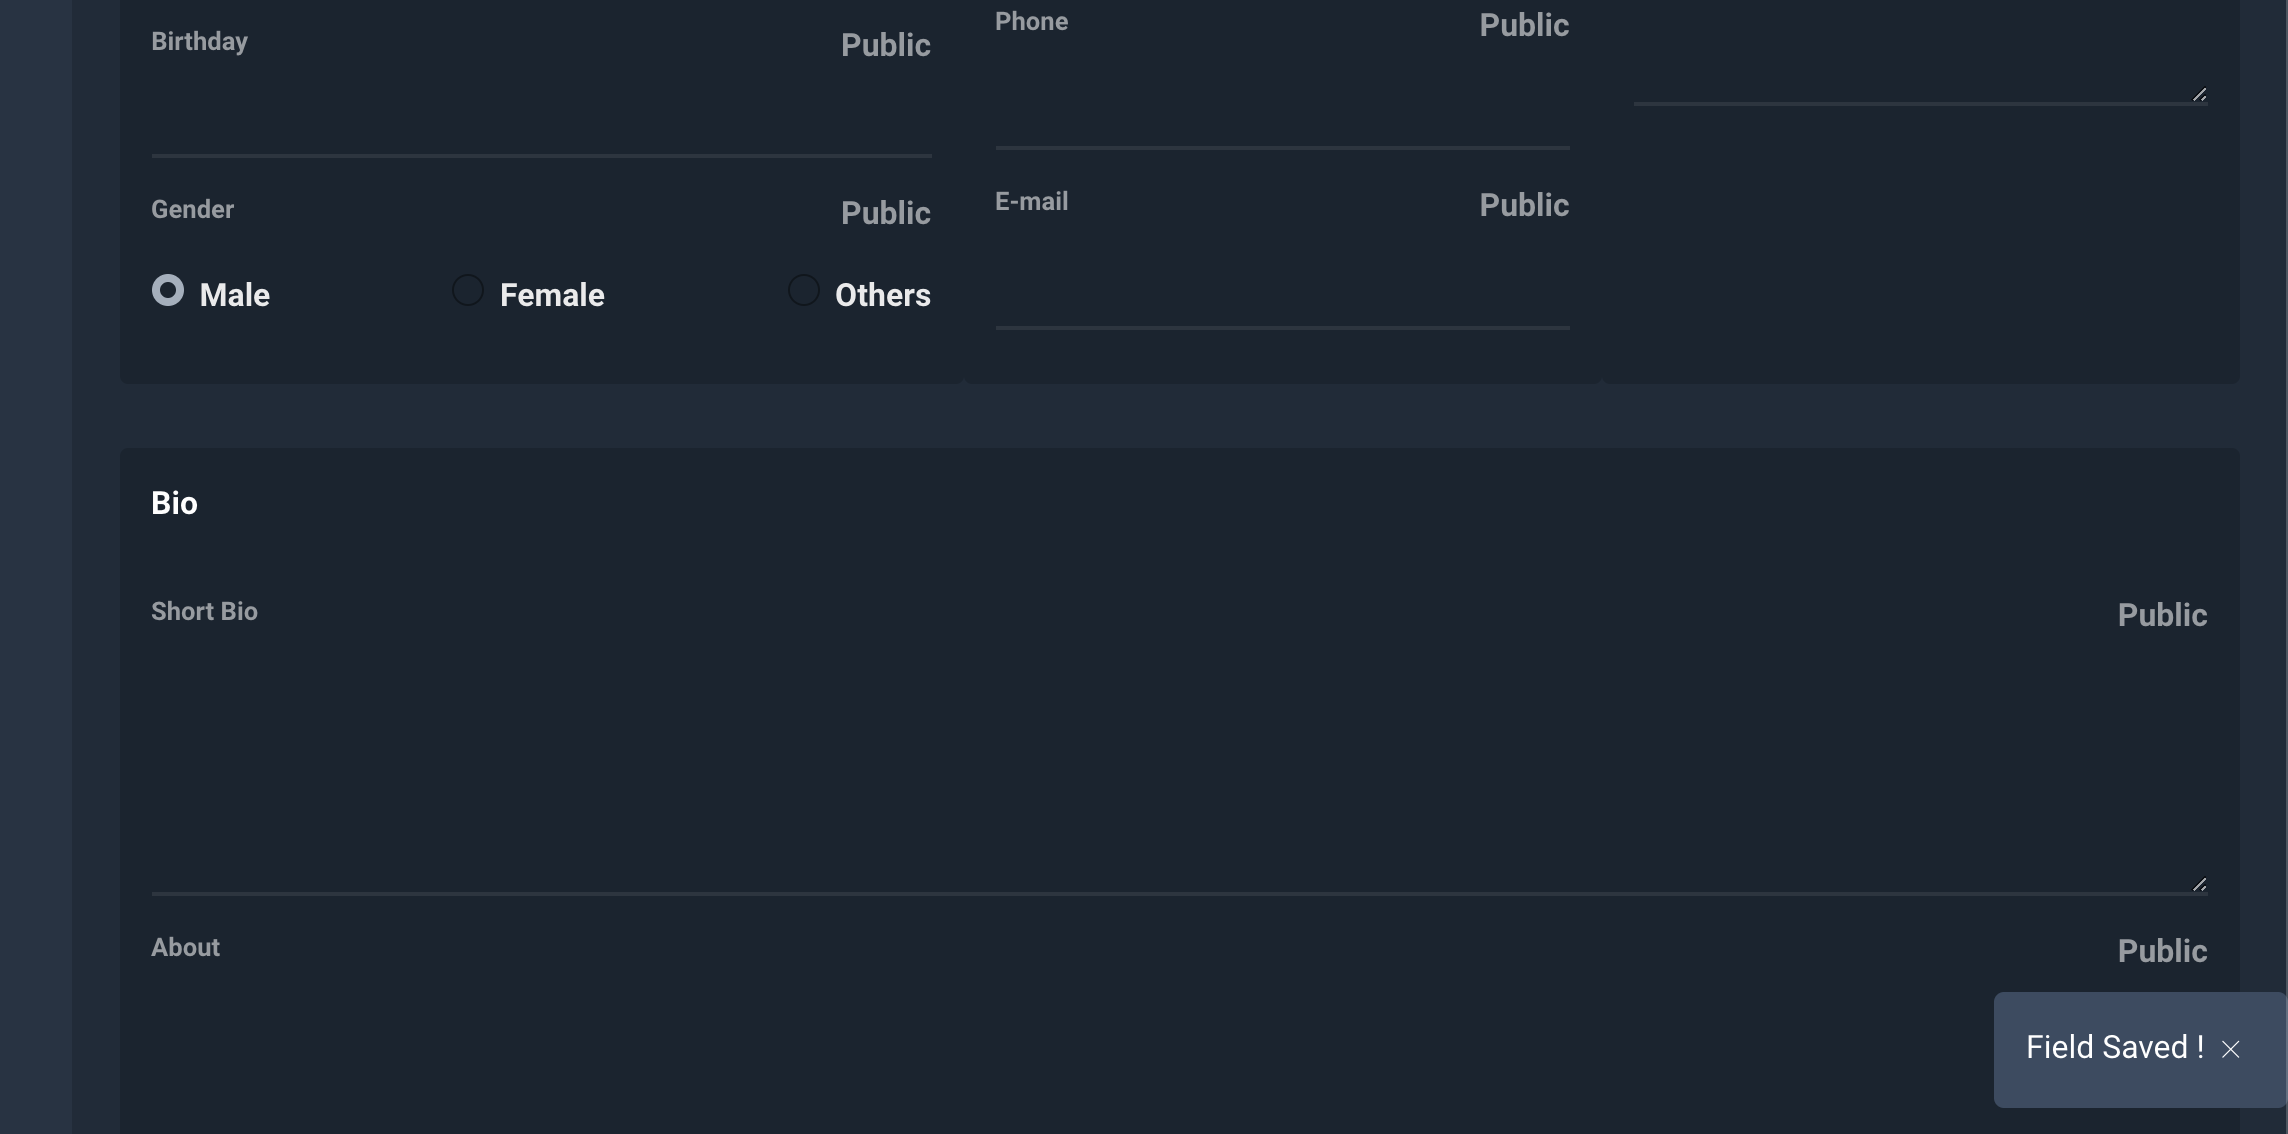 Birthday Public
Gender Public
Male Female Others
Phone Public
E-mail Public
Bio
Short Bio Public
About Public
Field Saved !